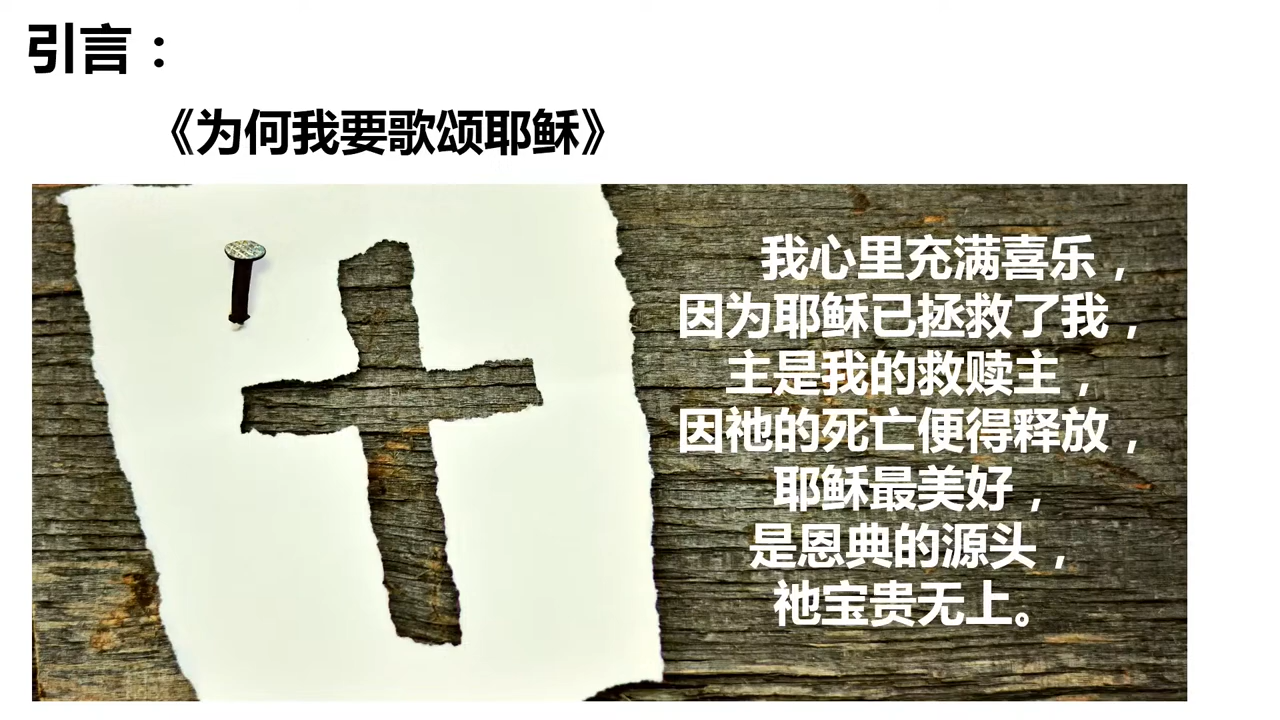 引言：
《为何我要歌颂耶稣》
我心里充满喜乐，
因为耶稣已拯救了我，
主是我的救赎主，
因祂的死亡便得释放，
耶稣最美好，
是恩典的源头，
祂宝贵无上。